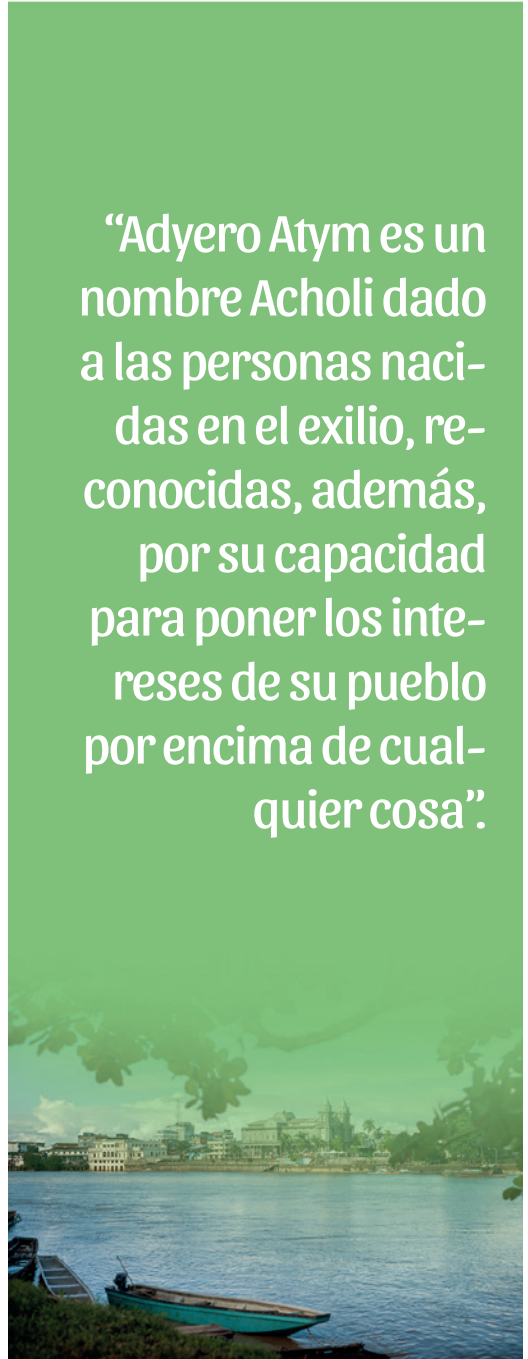 “Adyero Atym es un
nombre Acholi dado
a las personas naci-
das en el exilio, re-
conocidas, además,
por su capacidad
para poner los inte-
reses de su pueblo
por encima de cual-
quier cosa”.